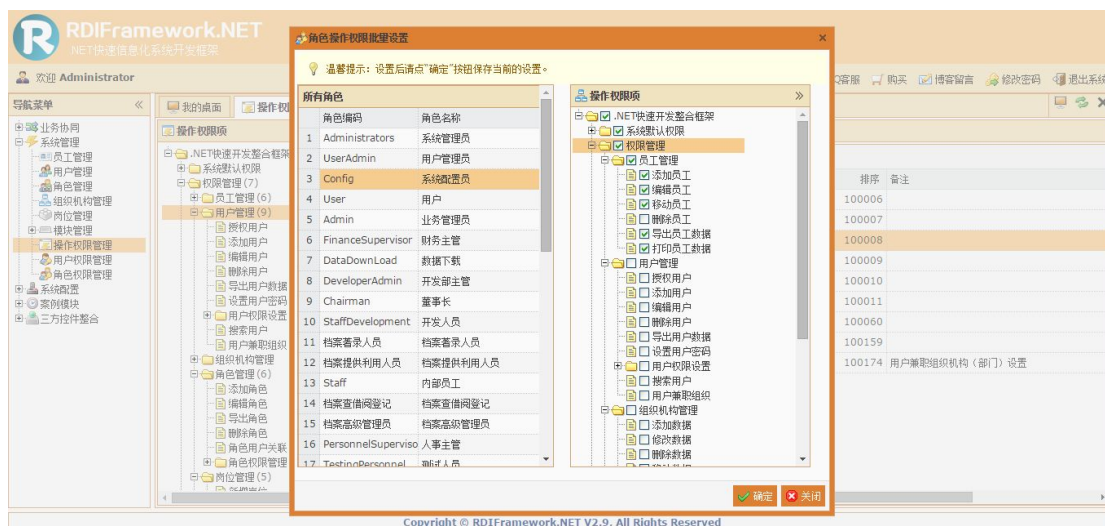 RDIFramework.NET
.NET快速信息化系统开发框架
欢迎 Administrator
客服 购买 博客留言 修改密码 退出系统
导航菜单
业务协同
系统管理
员工管理
用户管理
角色管理
组织机构管理
岗位管理
模块管理
操作权限管理
用户权限管理
角色权限管理
系统配置
案例模块
三方控件整合
我的桌面 操作权
操作权限项
.NET快速开发整合框架
系统默认权限
权限管理(7)
员工管理(6)
用户管理(9)
授权用户
添加用户
编辑用户
删除用户
导出用户数据
设置用户密码
用户权限设置
搜索用户
用户兼职组织
组织机构管理
角色管理(6)
添加角色
编辑角色
导出角色
删除角色
角色用户关联
角色权限管理
岗位管理(5)
角色操作权限批量设置
温馨提示：设置后请点"确定"按钮保存当前的设置。
所有角色
角色编码 角色名称
1 Administrators 系统管理员
2 UserAdmin 用户管理员
3 Config 系统配置员
4 User 用户
5 Admin 业务管理员
6 FinanceSupervisor 财务主管
7 DataDownLoad 数据下载
8 DeveloperAdmin 开发部主管
9 Chairman 董事长
10 StaffDevelopment 开发人员
11 档案著录人员 档案著录人员
12 档案提供利用人员 档案提供利用人员
13 Staff 内部员工
14 档案查借阅登记 档案查借阅登记
15 档案高级管理员 档案高级管理员
16 PersonnelSuperviso 人事主管
17 TestingPersonnel 测试人员
操作权限项
.NET快速开发整合框架
系统默认权限
权限管理
员工管理
添加员工
编辑员工
移动员工
删除员工
导出员工数据
打印员工数据
用户管理
授权用户
添加用户
编辑用户
删除用户
导出用户数据
设置用户密码
用户权限设置
搜索用户
用户兼职组织
组织机构管理
添加数据
修改数据
删除数据
确定 关闭
排序 备注
100006
100007
100008
100009
100010
100011
100060
100159
100174 用户兼职组织机构（部门）设置
Copyright © RDIFramework.NET V2.9, All Rights Reserved